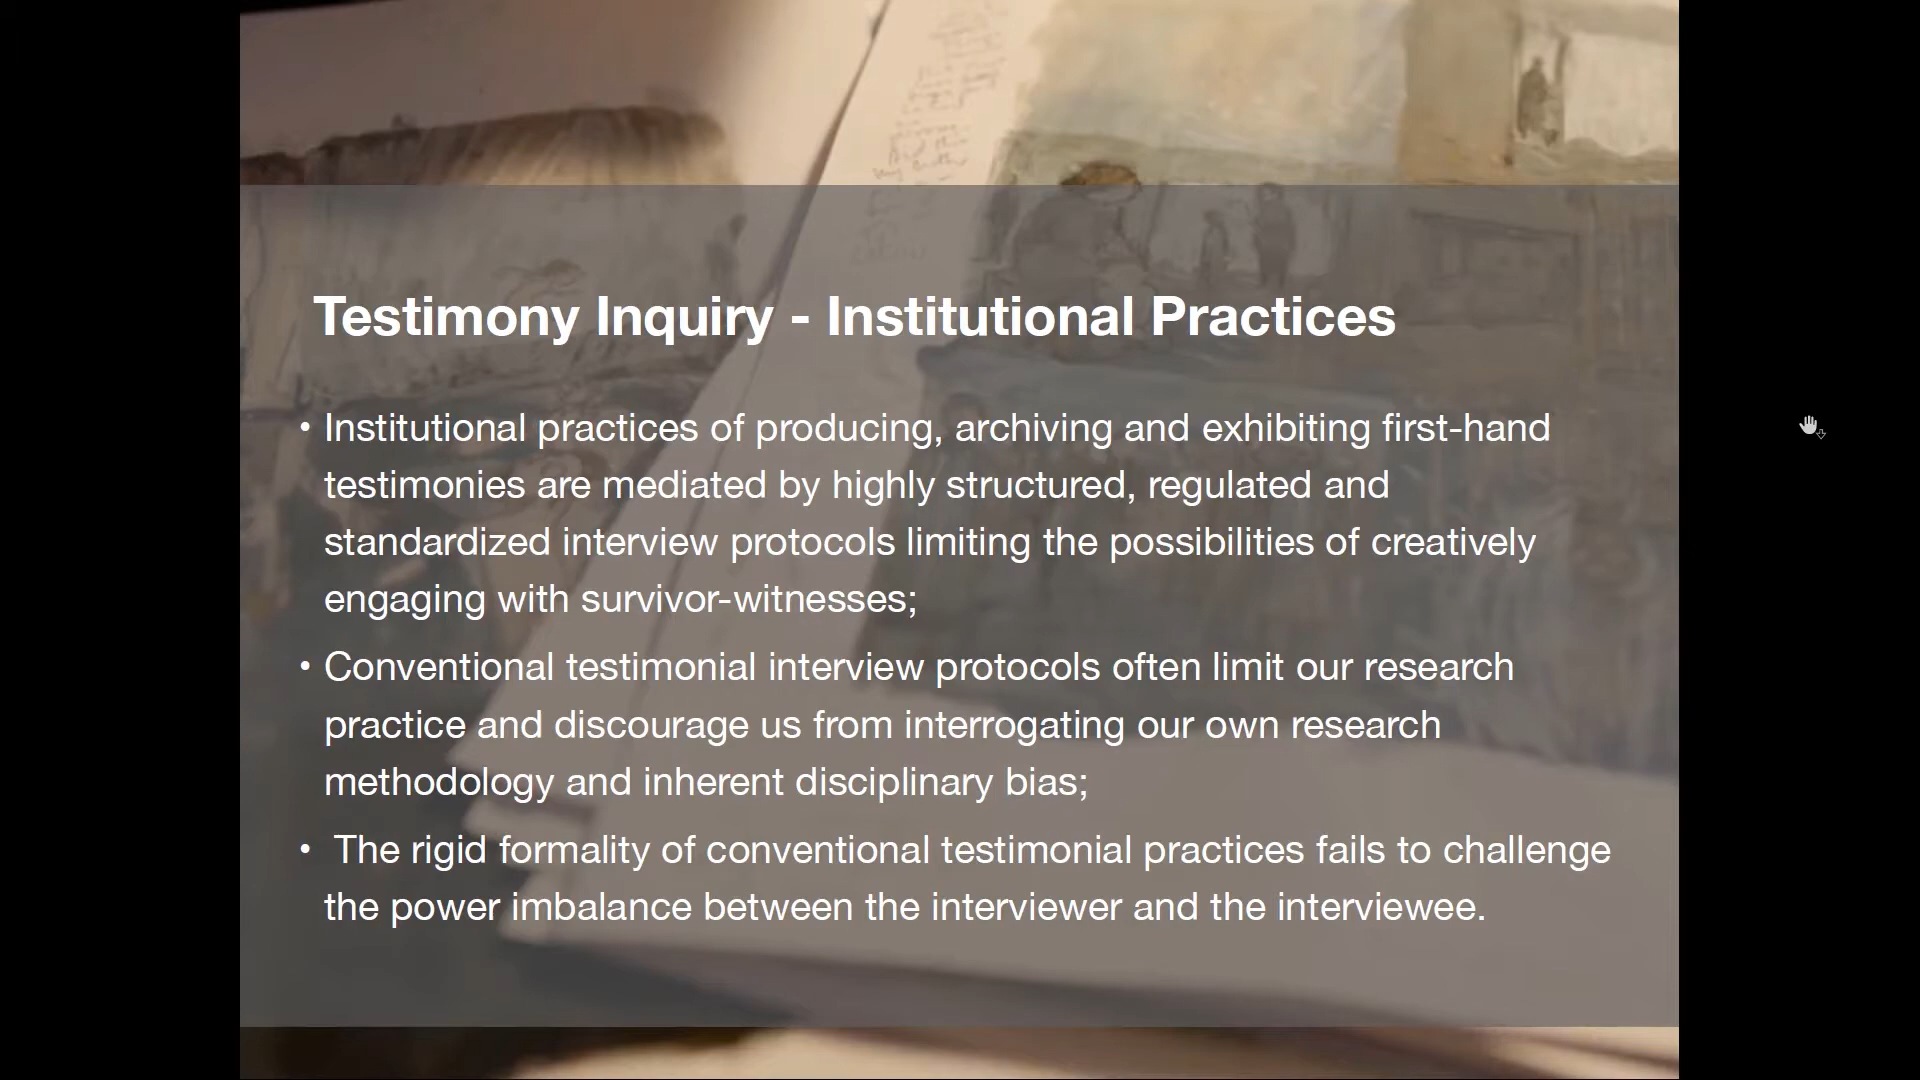 Testimony Inquiry - Institutional Practices
• Institutional practices of producing, archiving and exhibiting first-hand
testimonies are mediated by highly structured, regulated and
standardized interview protocols limiting the possibilities of creatively
engaging with survivor-witnesses;
• Conventional testimonial interview protocols often limit our research
practice and discourage us from interrogating our own research
methodology and inherent disciplinary bias;
• The rigid formality of conventional testimonial practices fails to challenge
the power imbalance between the interviewer and the interviewee.